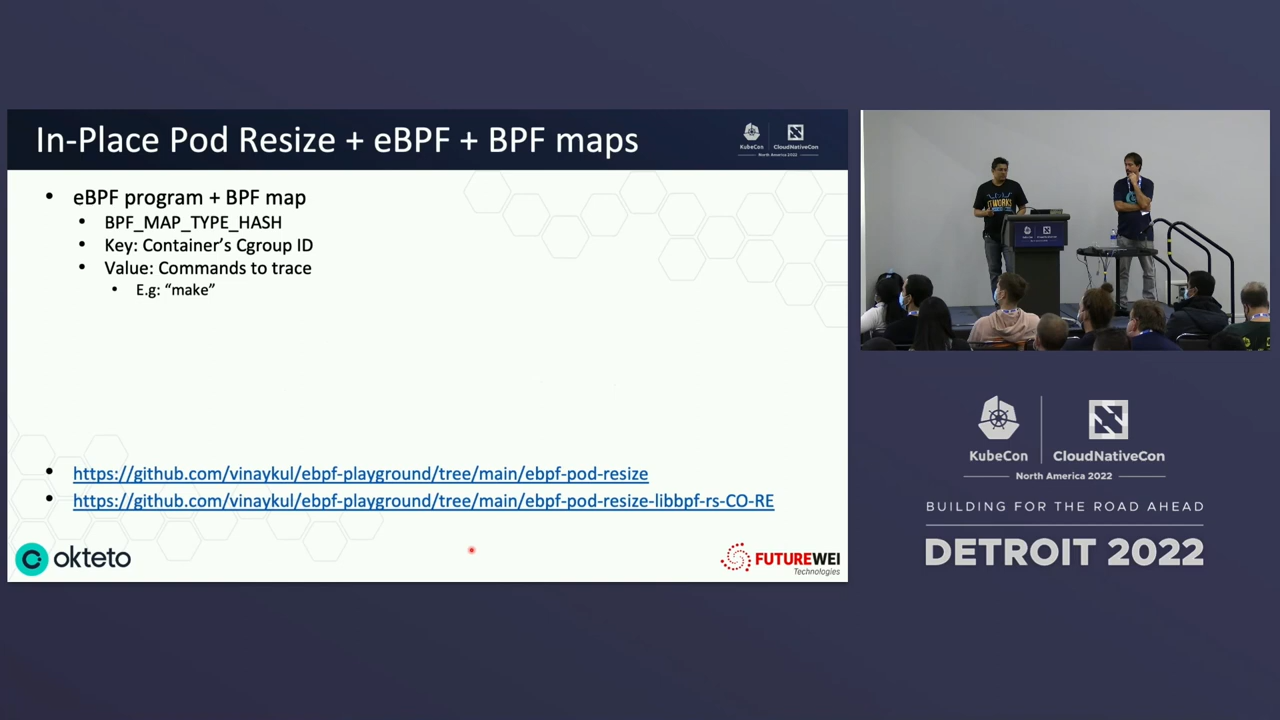 In-Place Pod Resize + eBPF + BPF maps
KubeCon
CloudNativeCon
North America 2022
eBPF program + BPF map
BPF_MAP_TYPE_HASH
Key: Container's Cgroup ID
Value: Commands to trace
E.g: “make”
https://github.com/vinaykul/ebpf-playground/tree/main/ebpf-pod-resize
https://github.com/vinaykul/ebpf-playground/tree/main/ebpf-pod-resize-libbpf-rs-CO-RE
okteto
FUTUREWEI
Technologies
KubeCon
CloudNativeCon
North America 2022
BUILDING FOR THE ROAD AHEAD
DETROIT 2022